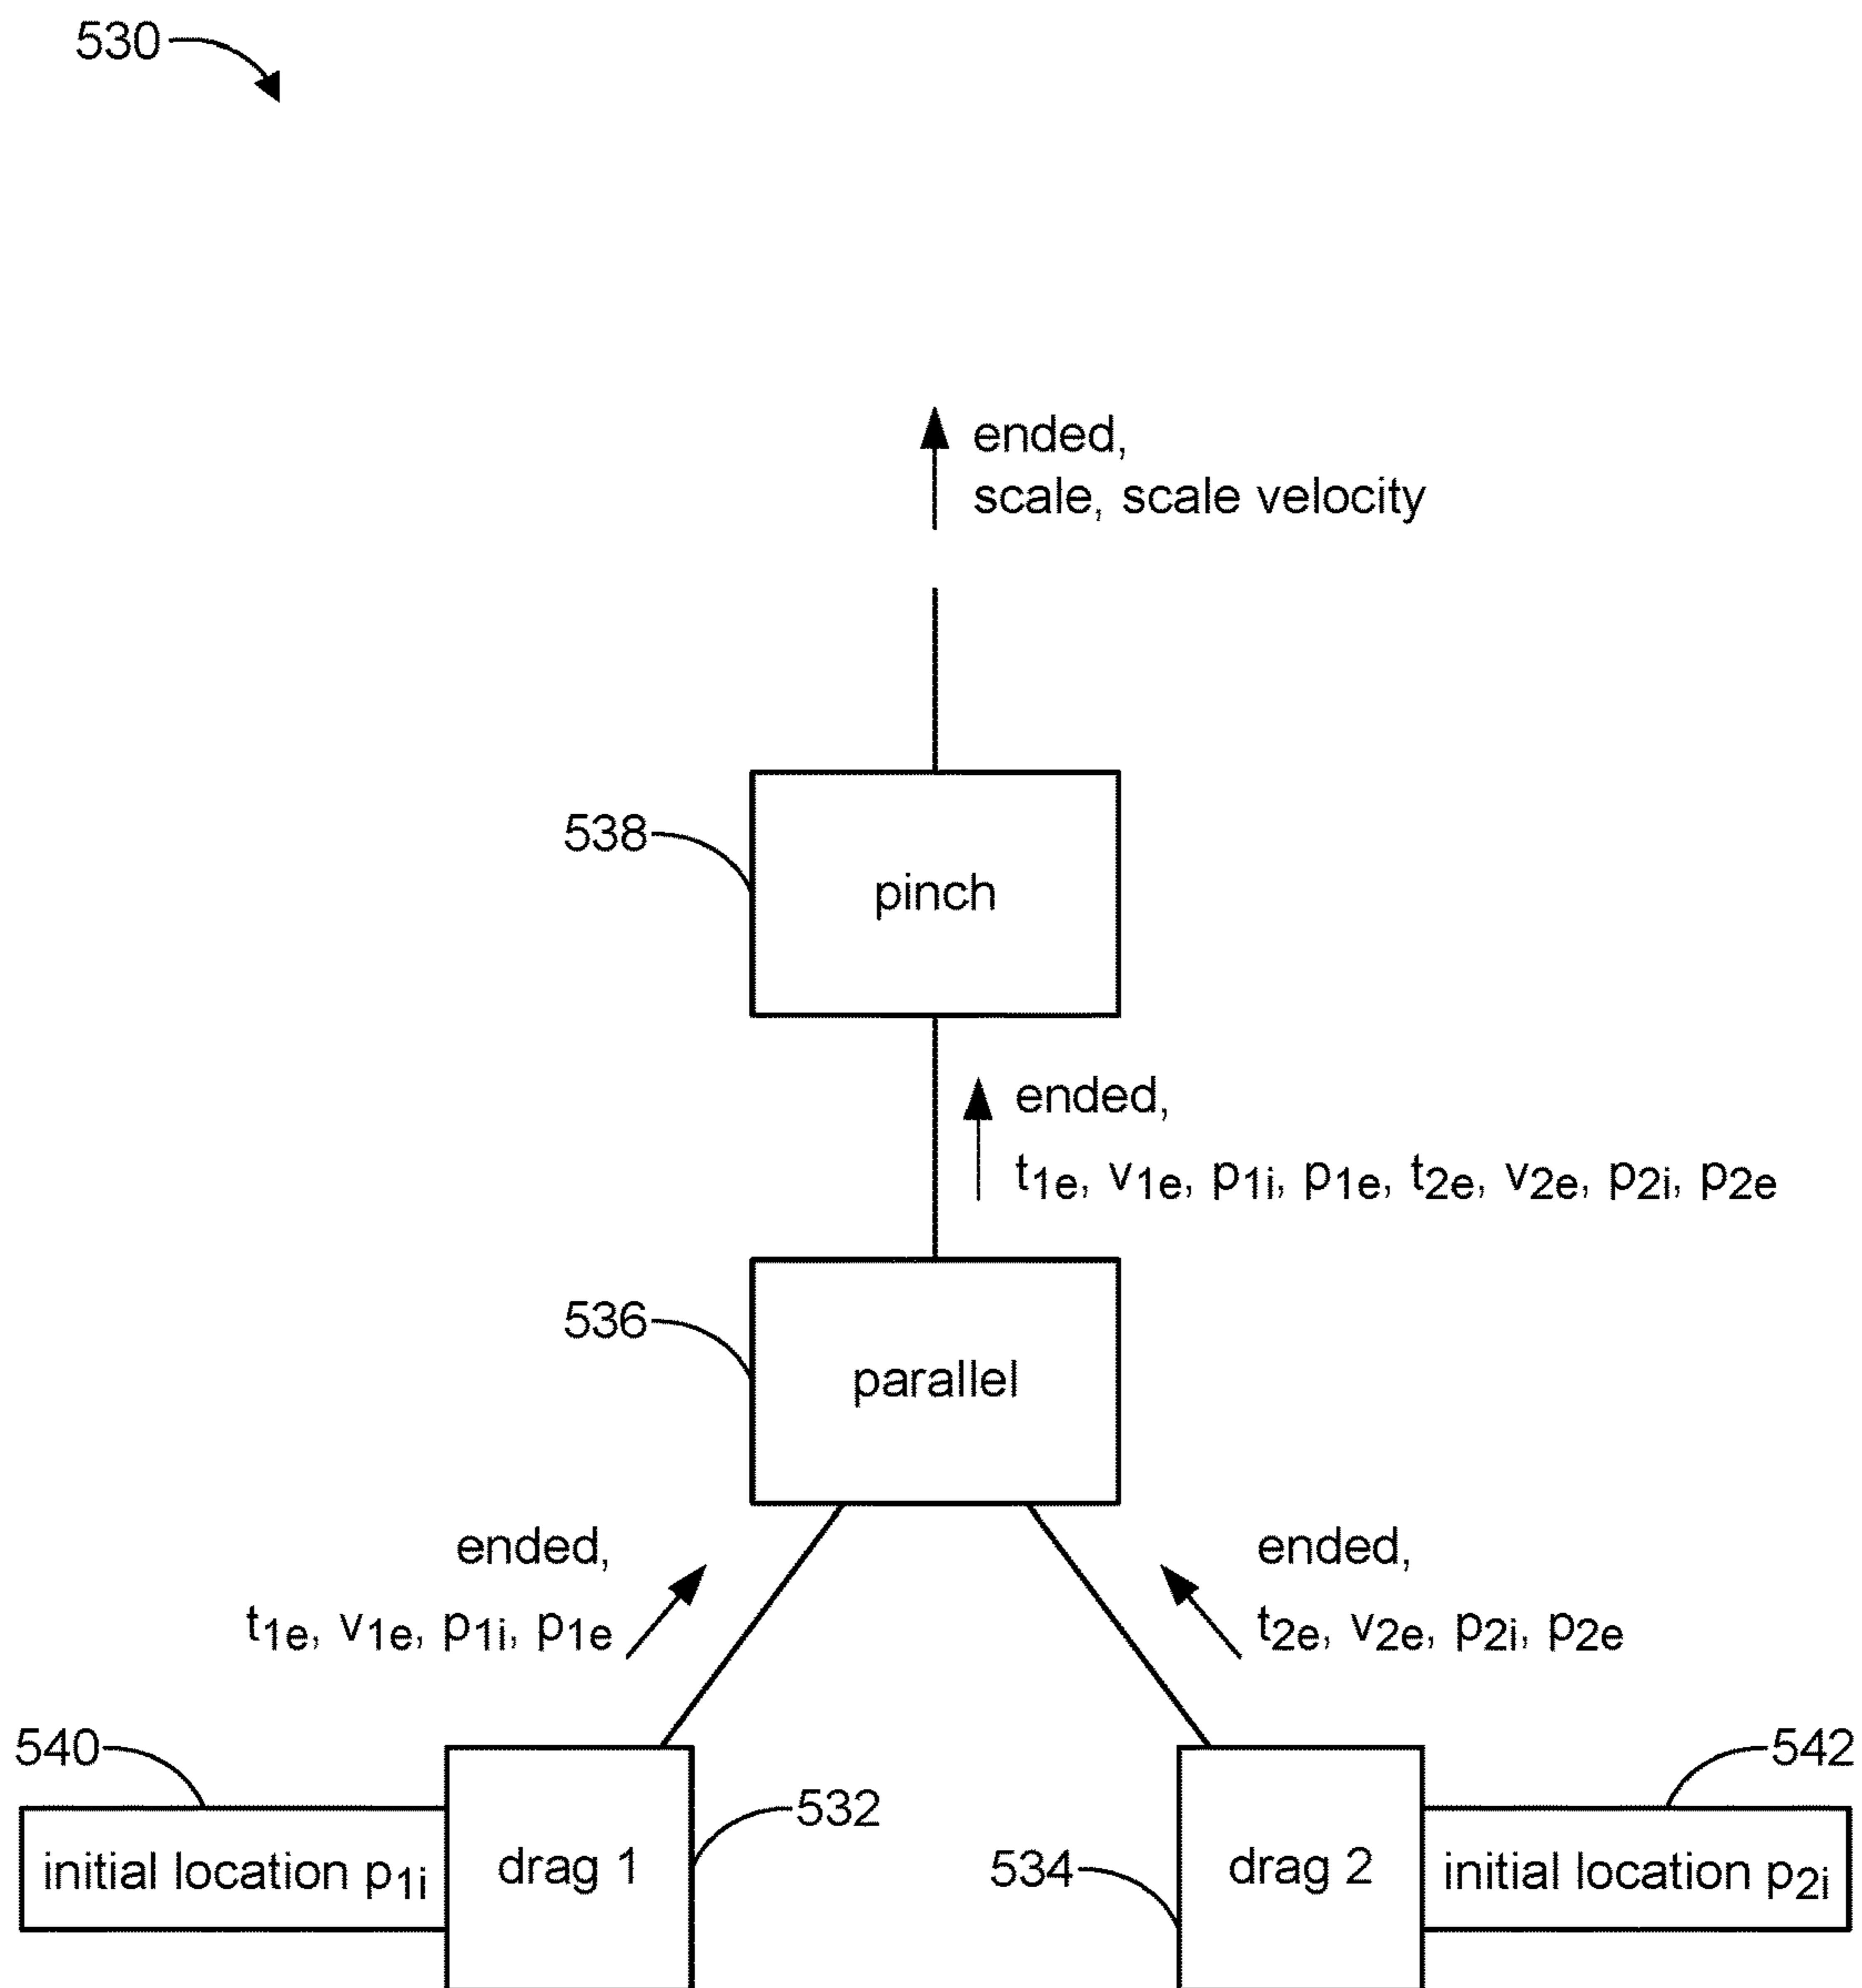 530
ended,
scale, scale velocity
538
pinch
ended,
t1e, v1e, p1i, p1e, t2e, v2e, p2i, p2e
536
parallel
ended,
t1e, v1e, p1i, p1e
ended,
t2e, v2e, p2i, p2e
540
542
532
initial location p1i
drag 1
534
drag 2
initial location p2i